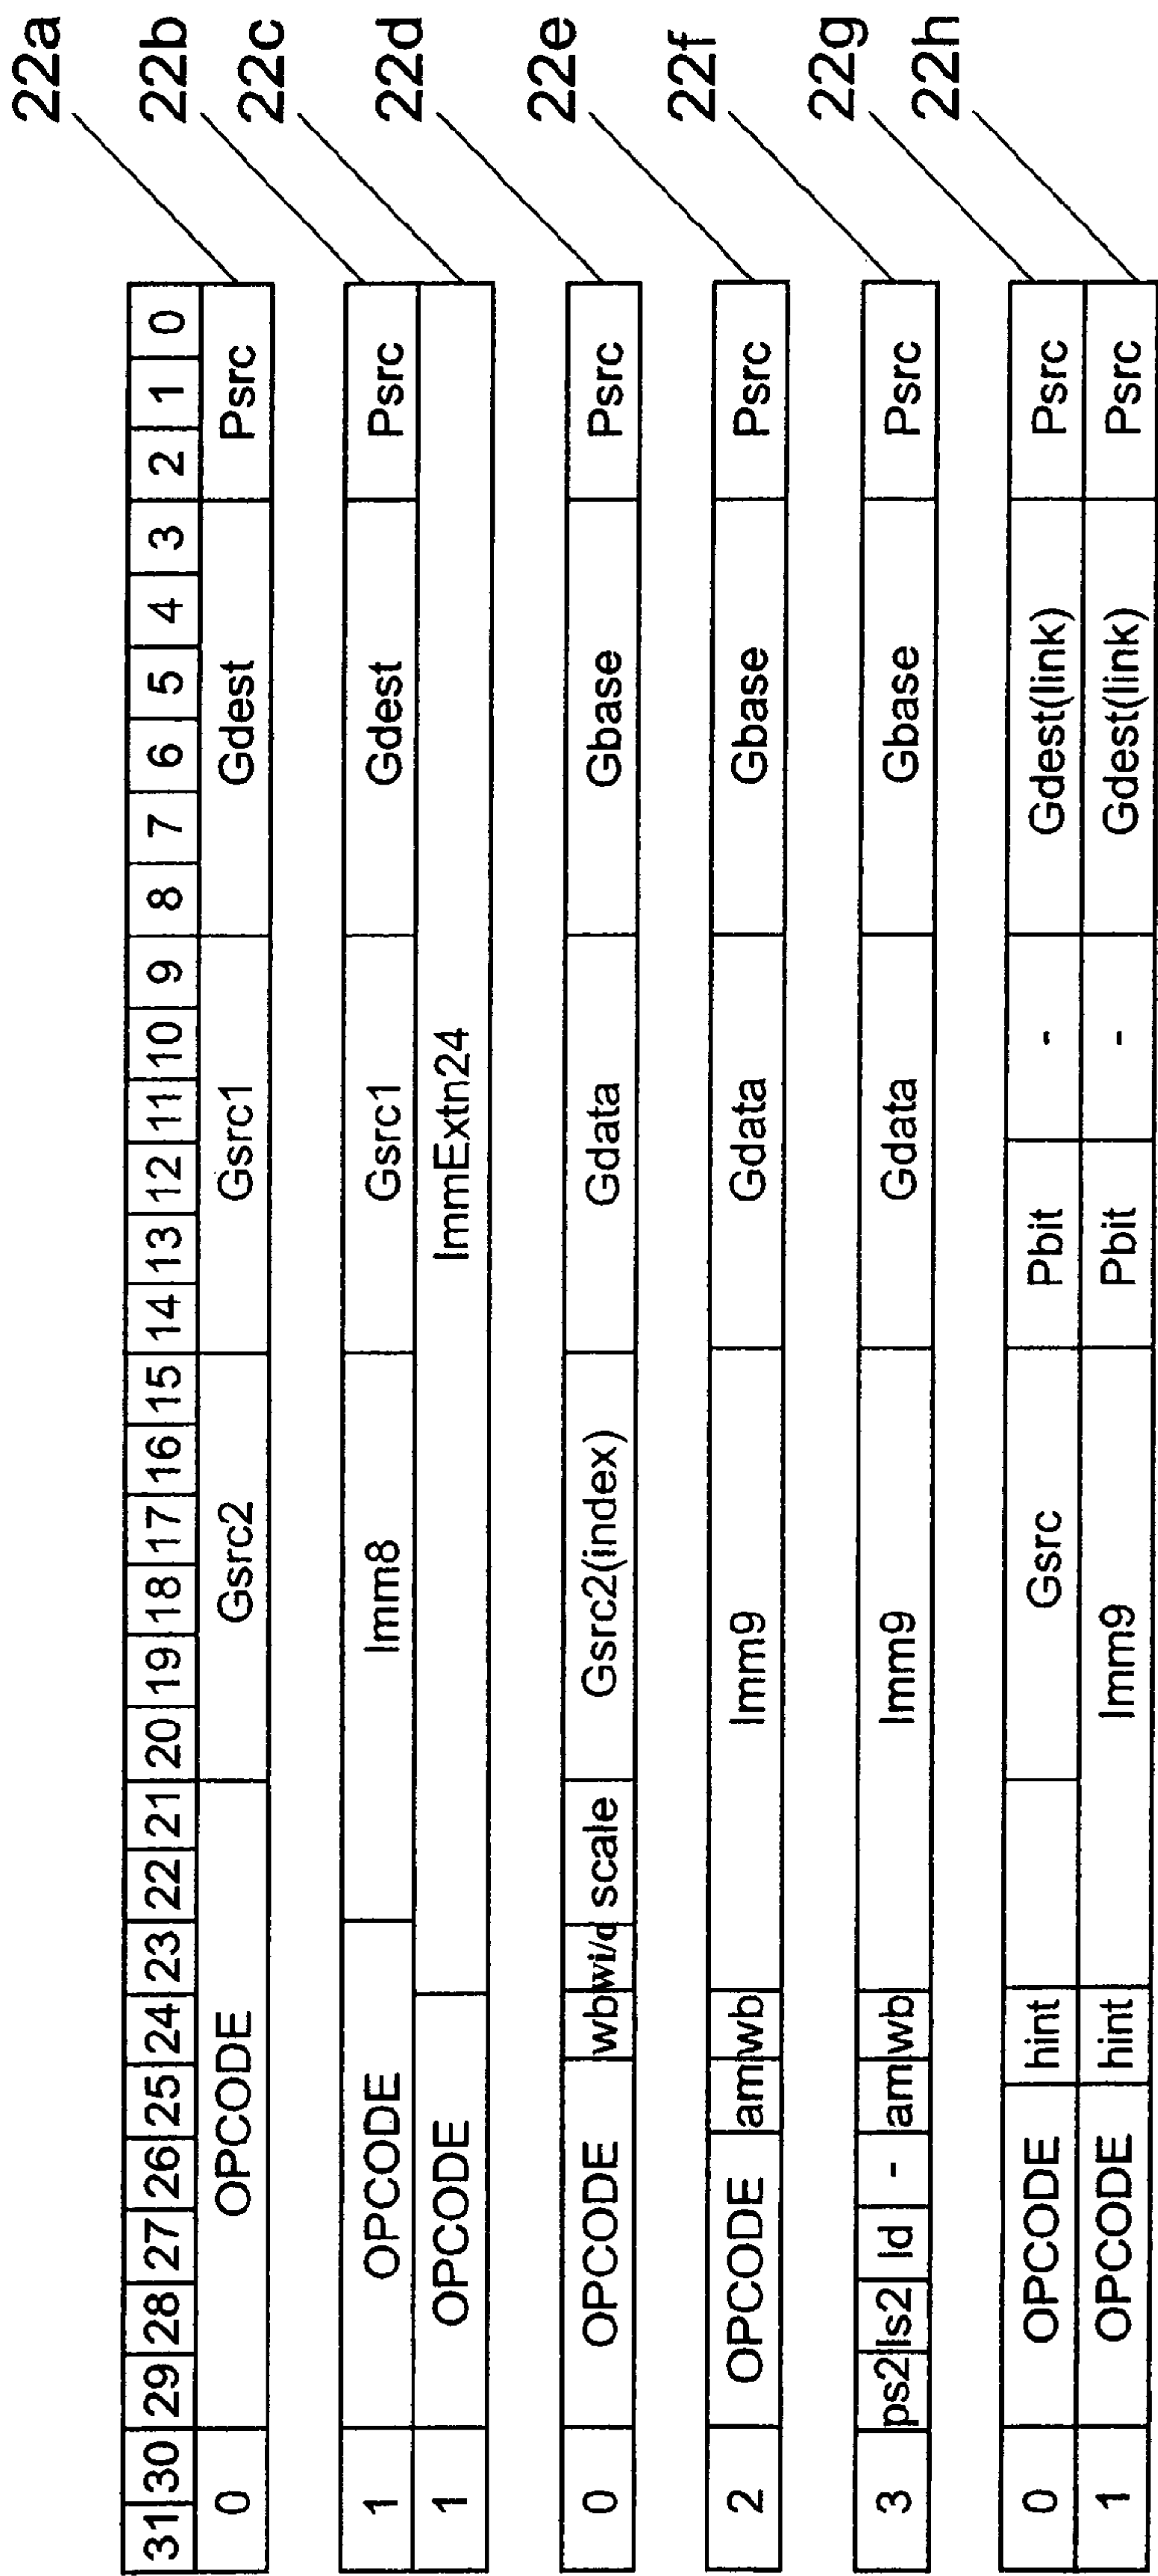 31 30 29 28 27 26 25 24 23 22 21 20 19 18 17 16 15 14 13 12 11 10 9 8 7 6 5 4 3 2 1 0
0 OPCODE Gsrc2 Gsrc1 Gdest Psrc 22a
1 OPCODE Imm8 Gsrc1 Gdest Psrc 22b
1 OPCODE ImmExtn24 22c
0 OPCODE wb wi/d scale Gsrc2(index) Gdata Gbase Psrc 22d
2 OPCODE am wb Imm9 Gdata Gbase Psrc 22e
3 ps2 ls2 ld - am wb Imm9 Gdata Gbase Psrc 22f
0 OPCODE hint Gsrc Pbit - Gdest(link) Psrc 22g
1 OPCODE hint Imm9 Pbit - Gdest(link) Psrc 22h